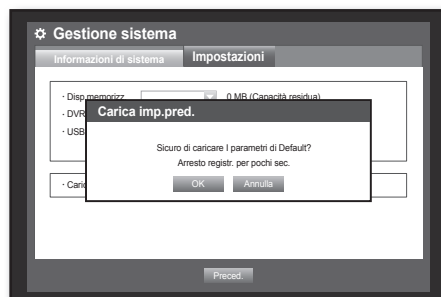 Gestione sistema
Informazioni di sistema
Impostazioni
· Disp.memorizz.
0 MB (Capacità residua)
· DVR
· USB
Carica imp.pred.
Sicuro di caricare I parametri di Default?
Arresto registr. per pochi sec.
OK
Annulla
Preced.